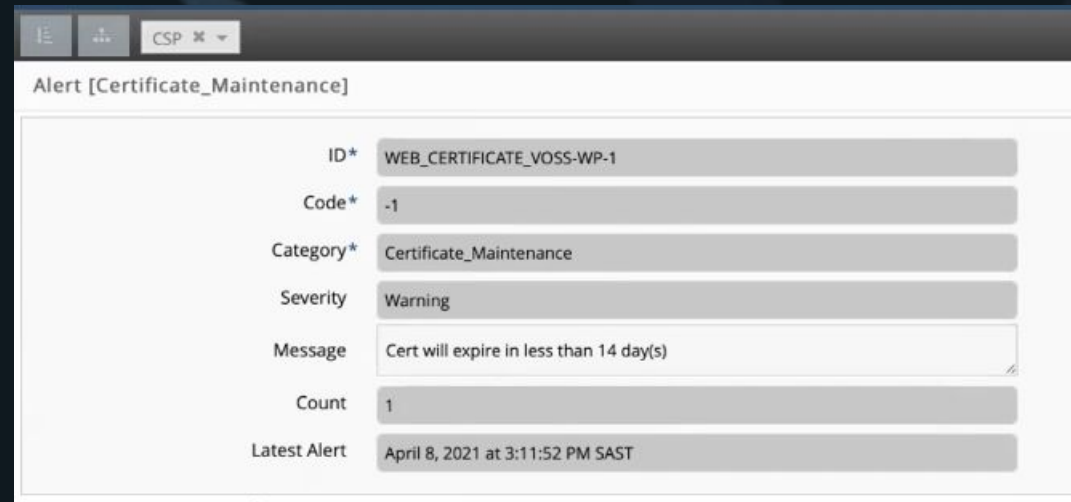 CSP
Alert [Certificate_Maintenance]
ID* WEB_CERTIFICATE_VOSS-WP-1
Code* -1
Category* Certificate_Maintenance
Severity Warning
Message Cert will expire in less than 14 day(s)
Count 1
Latest Alert April 8, 2021 at 3:11:52 PM SAST